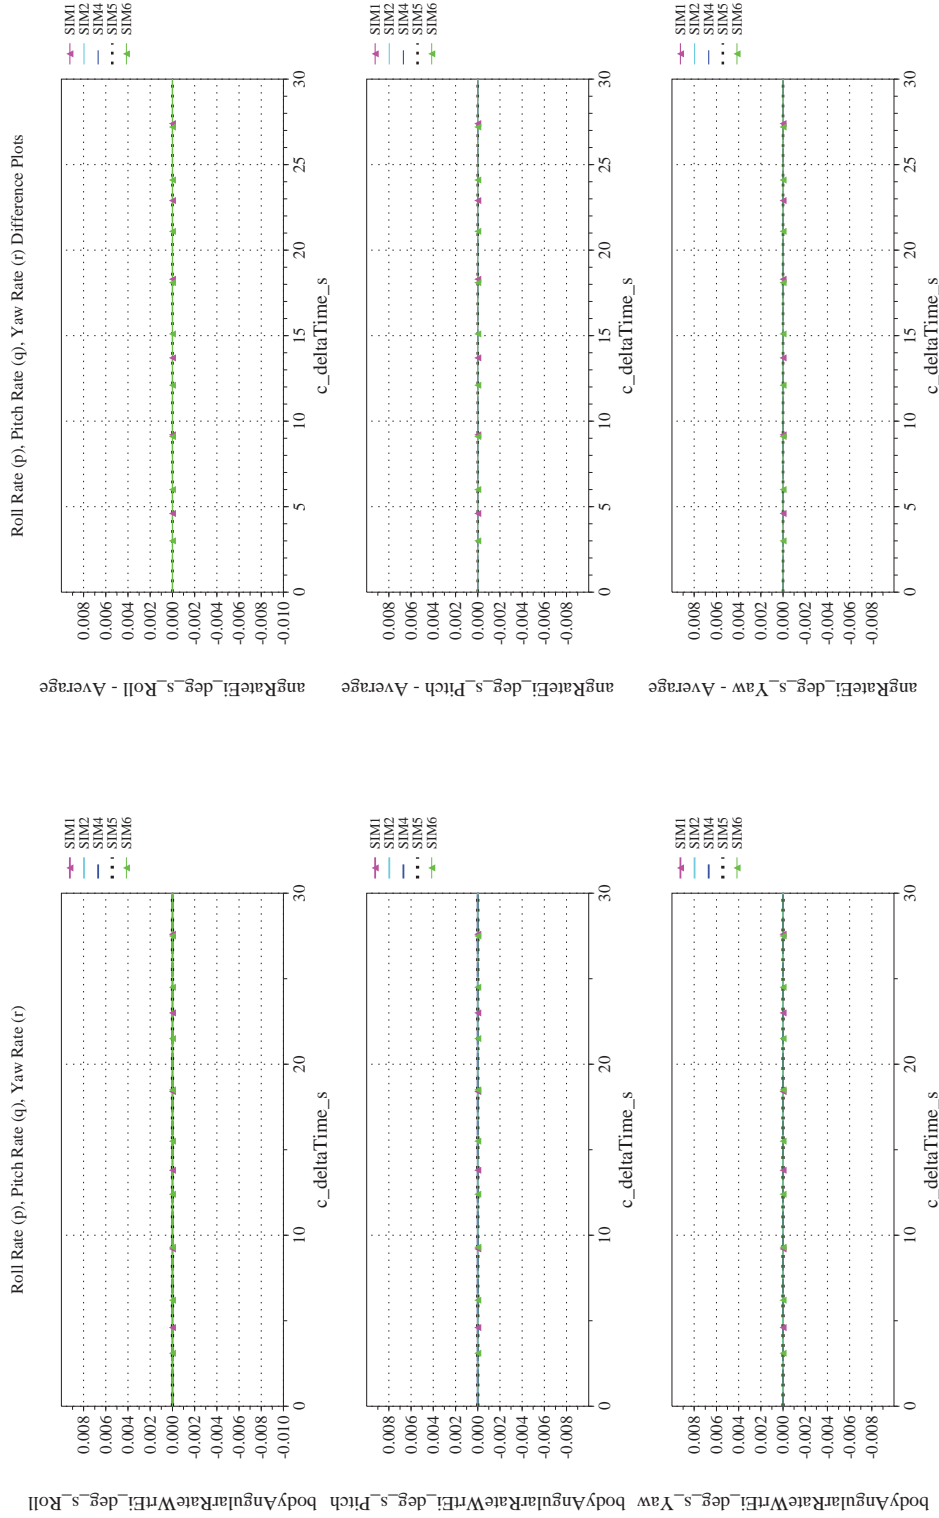 Roll Rate (p), Pitch Rate (q), Yaw Rate (r)
bodyAngularRateWrtEi_deg_s_Roll
0.008
0.006
0.004
0.002
0.000
-0.002
-0.004
-0.006
-0.008
-0.010
0 10 20 30
c_deltaTime_s
SIM1
SIM2
SIM4
SIM5
SIM6
bodyAngularRateWrtEi_deg_s_Pitch
0.008
0.006
0.004
0.002
0.000
-0.002
-0.004
-0.006
-0.008
0 10 20 30
c_deltaTime_s
SIM1
SIM2
SIM4
SIM5
SIM6
bodyAngularRateWrtEi_deg_s_Yaw
0.008
0.006
0.004
0.002
0.000
-0.002
-0.004
-0.006
-0.008
0 10 20 30
c_deltaTime_s
SIM1
SIM2
SIM4
SIM5
SIM6
Roll Rate (p), Pitch Rate (q), Yaw Rate (r) Difference Plots
angRateEi_deg_s_Roll - Average
0.008
0.006
0.004
0.002
0.000
-0.002
-0.004
-0.006
-0.008
-0.010
0 5 10 15 20 25 30
c_deltaTime_s
SIM1
SIM2
SIM4
SIM5
SIM6
angRateEi_deg_s_Pitch - Average
0.008
0.006
0.004
0.002
0.000
-0.002
-0.004
-0.006
-0.008
0 5 10 15 20 25 30
c_deltaTime_s
SIM1
SIM2
SIM4
SIM5
SIM6
angRateEi_deg_s_Yaw - Average
0.008
0.006
0.004
0.002
0.000
-0.002
-0.004
-0.006
-0.008
0 5 10 15 20 25 30
c_deltaTime_s
SIM1
SIM2
SIM4
SIM5
SIM6